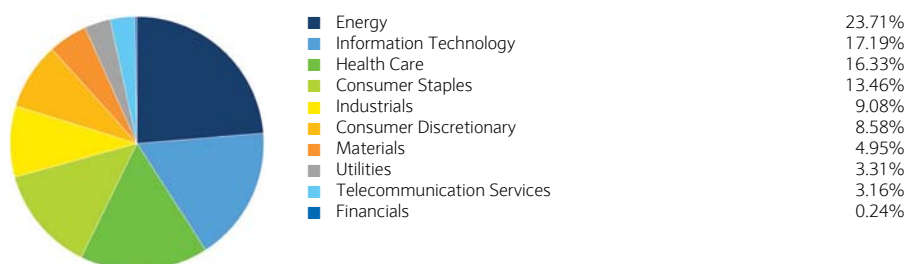 Energy 23.71%
Information Technology 17.19%
Health Care 16.33%
Consumer Staples 13.46%
Industrials 9.08%
Consumer Discretionary 8.58%
Materials 4.95%
Utilities 3.31%
Telecommunication Services 3.16%
Financials 0.24%